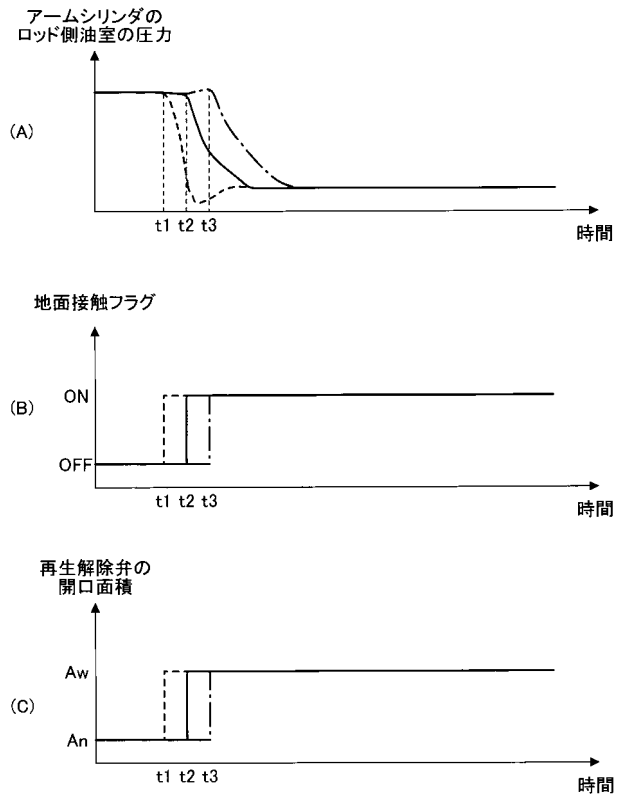 アームシリンダの
ロッド側油室の圧力
(A)
t1 t2 t3
時間
地面接触フラグ
ON
(B)
OFF
t1 t2 t3
時間
再生解除弁の
開口面積
Aw
(C)
An
t1 t2 t3
時間